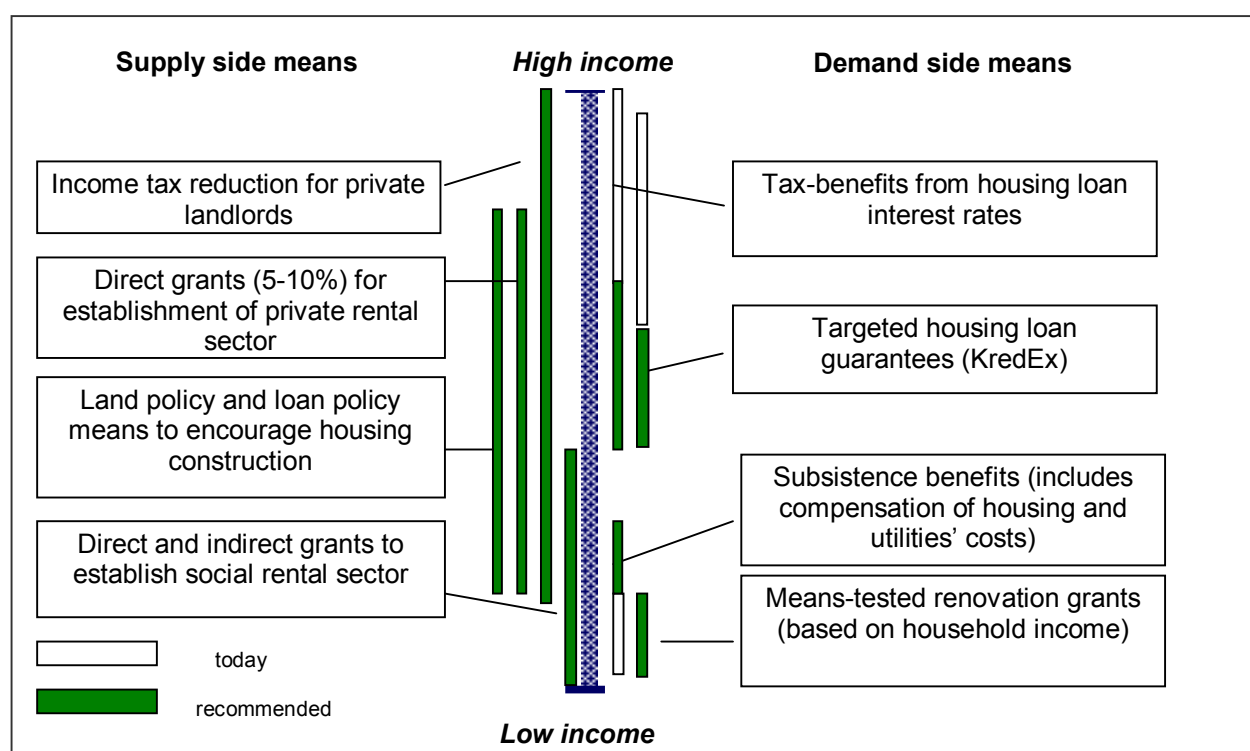 Supply side means
High income
Demand side means
Income tax reduction for private
landlords
Direct grants (5-10%) for
establishment of private rental
sector
Land policy and loan policy
means to encourage housing
construction
Direct and indirect grants to
establish social rental sector
Tax-benefits from housing loan
interest rates
Targeted housing loan
guarantees (KredEx)
Subsistence benefits (includes
compensation of housing and
utilities’ costs)
Means-tested renovation grants
(based on household income)
today
recommended
Low income